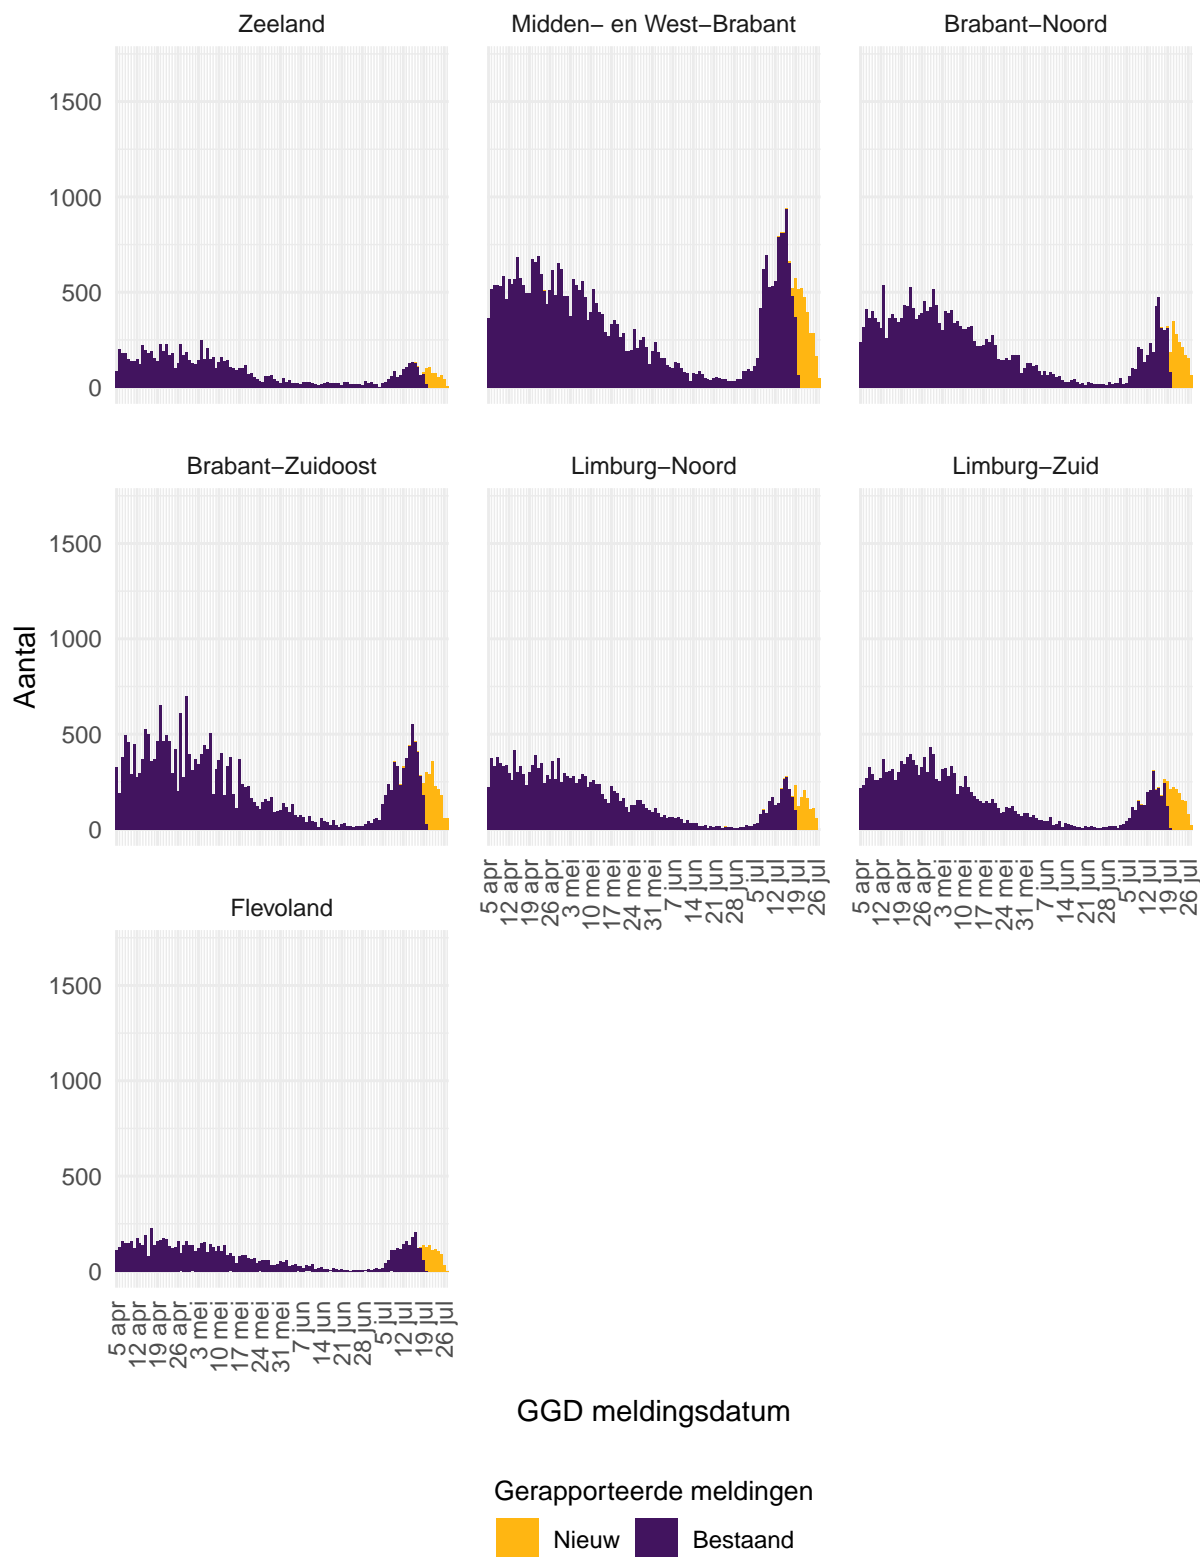 Zeeland
Midden− en West−Brabant
Brabant−Noord
1500
1000
500
0
Brabant−Zuidoost
Limburg−Noord
Limburg−Zuid
1500
1000
500
0
Aantal
5 apr
12 apr
19 apr
26 apr
3 mei
10 mei
17 mei
24 mei
31 mei
7 jun
14 jun
21 jun
28 jun
5 jul
12 jul
19 jul
26 jul
5 apr
12 apr
19 apr
26 apr
3 mei
10 mei
17 mei
24 mei
31 mei
7 jun
14 jun
21 jun
28 jun
5 jul
12 jul
19 jul
26 jul
Flevoland
1500
1000
500
0
5 apr
12 apr
19 apr
26 apr
3 mei
10 mei
17 mei
24 mei
31 mei
7 jun
14 jun
21 jun
28 jun
5 jul
12 jul
19 jul
26 jul
GGD meldingsdatum
Gerapporteerde meldingen
Nieuw
Bestaand